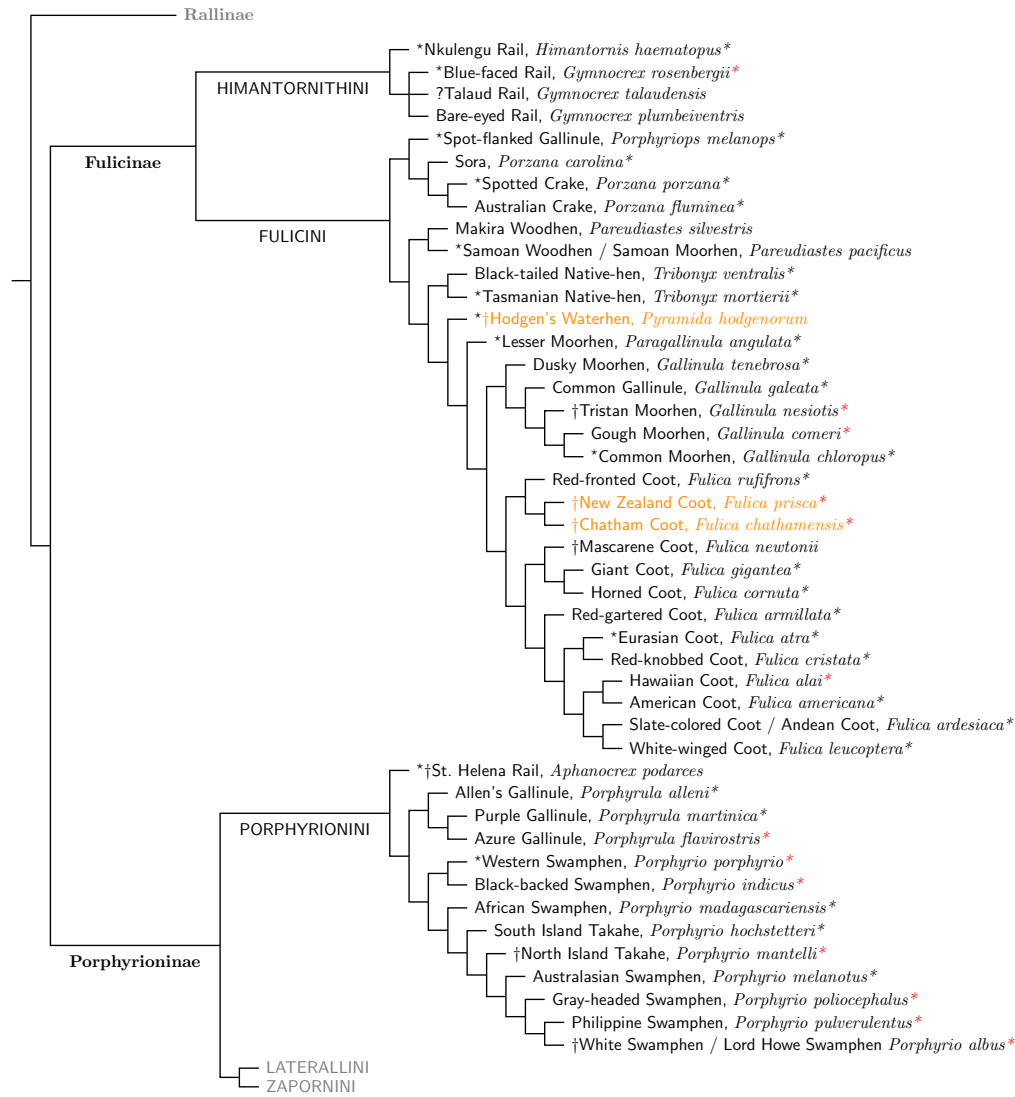 Rallinae
*Nkulengu Rail, Himantornis haematopus*
*Blue-faced Rail, Gymnocrex rosenbergii*
HIMANTORNITHINI
?Talaud Rail, Gymnocrex talaudensis
Bare-eyed Rail, Gymnocrex plumbeiventris
*Spot-flanked Gallinule, Porphyriops melanops*
Fulicinae
Sora, Porzana carolina*
*Spotted Crake, Porzana porzana*
Australian Crake, Porzana fluminea*
FULICINI
Makira Woodhen, Pareudiastes silvestris
*Samoan Woodhen / Samoan Moorhen, Pareudiastes pacificus
Black-tailed Native-hen, Tribonyx ventralis*
*Tasmanian Native-hen, Tribonyx mortierii*
*†Hodgen's Waterhen, Pyramida hodgenorum
*Lesser Moorhen, Paragallinula angulata*
Dusky Moorhen, Gallinula tenebrosa*
Common Gallinule, Gallinula galeata*
†Tristan Moorhen, Gallinula nesiotis*
Gough Moorhen, Gallinula comeri*
*Common Moorhen, Gallinula chloropus*
Red-fronted Coot, Fulica rufifrons*
†New Zealand Coot, Fulica prisca*
†Chatham Coot, Fulica chathamensis*
†Mascarene Coot, Fulica newtonii
Giant Coot, Fulica gigantea*
Horned Coot, Fulica cornuta*
Red-gartered Coot, Fulica armillata*
*Eurasian Coot, Fulica atra*
Red-knobbed Coot, Fulica cristata*
Hawaiian Coot, Fulica alai*
American Coot, Fulica americana*
Slate-colored Coot / Andean Coot, Fulica ardesiaca*
White-winged Coot, Fulica leucoptera*
*†St. Helena Rail, Aphanocrex podarces
Allen's Gallinule, Porphyrula alleni*
PORPHYRIONINI
Purple Gallinule, Porphyrula martinica*
Azure Gallinule, Porphyrula flavirostris*
*Western Swamphen, Porphyrio porphyrio*
Black-backed Swamphen, Porphyrio indicus*
African Swamphen, Porphyrio madagascariensis*
South Island Takahe, Porphyrio hochstetteri*
†North Island Takahe, Porphyrio mantelli*
Porphyrioninae
Australasian Swamphen, Porphyrio melanotus*
Gray-headed Swamphen, Porphyrio poliocephalus*
Philippine Swamphen, Porphyrio pulverulentus*
†White Swamphen / Lord Howe Swamphen Porphyrio albus*
LATERALLINI
ZAPORNINI